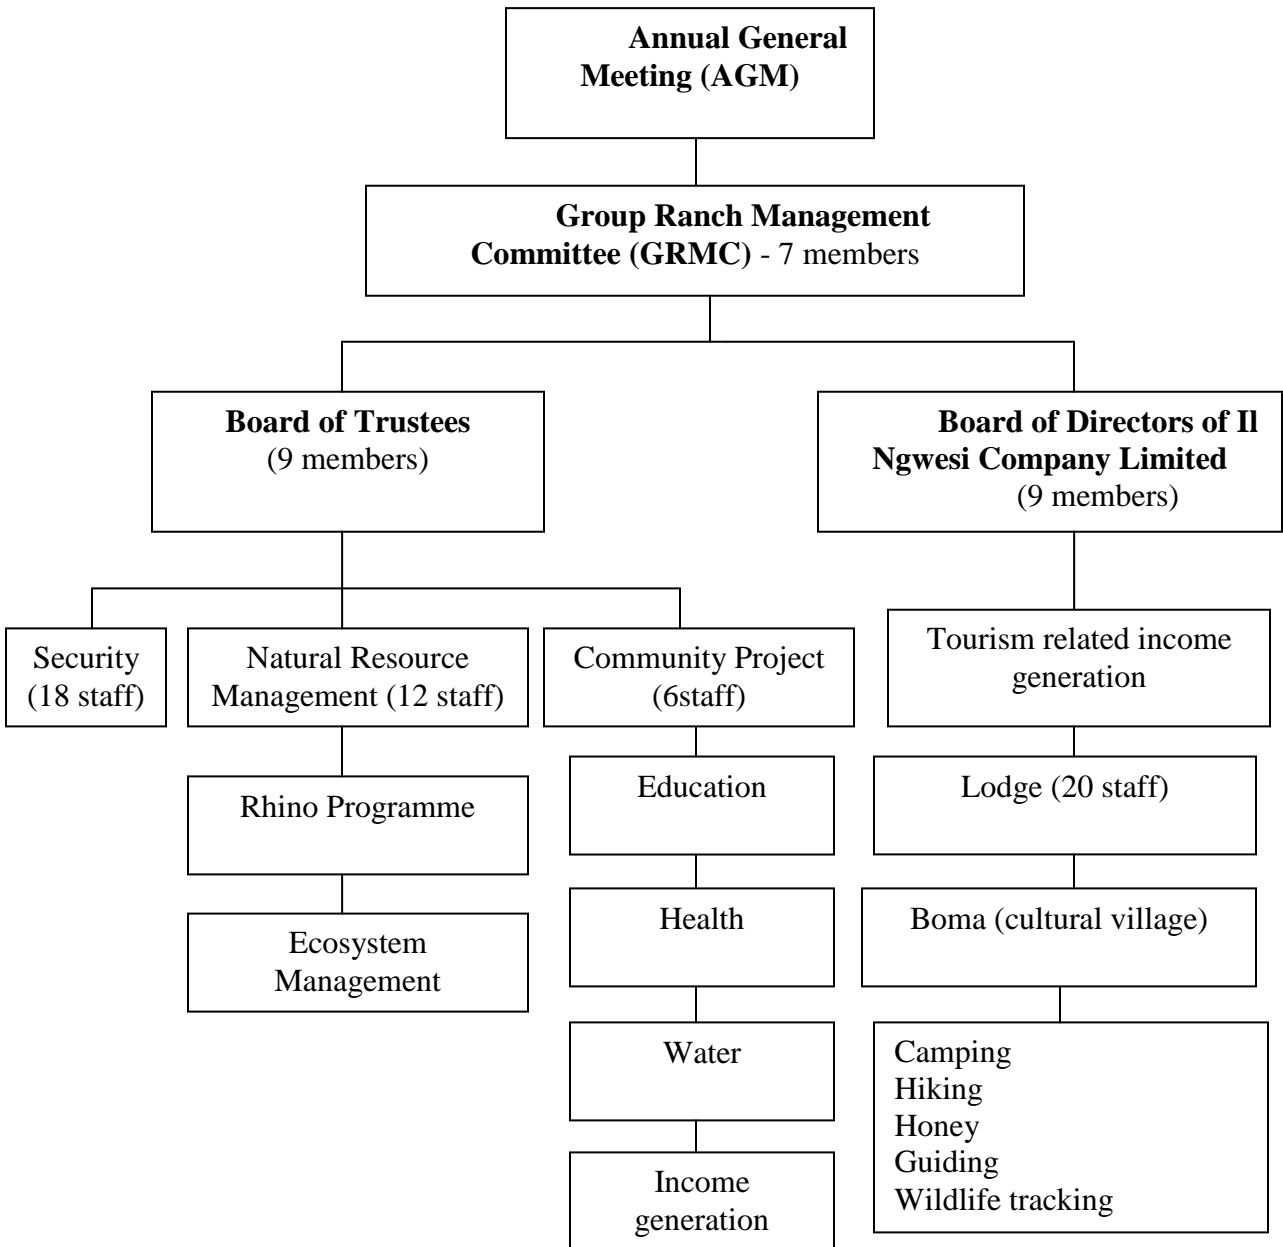 Annual General
Meeting (AGM)
Group Ranch Management
Committee (GRMC) - 7 members
Board of Trustees
(9 members)
Board of Directors of Il
Ngwesi Company Limited
(9 members)
Security
(18 staff)
Natural Resource
Management (12 staff)
Community Project
(6staff)
Tourism related income
generation
Rhino Programme
Ecosystem
Management
Education
Health
Water
Income
generation
Lodge (20 staff)
Boma (cultural village)
Camping
Hiking
Honey
Guiding
Wildlife tracking